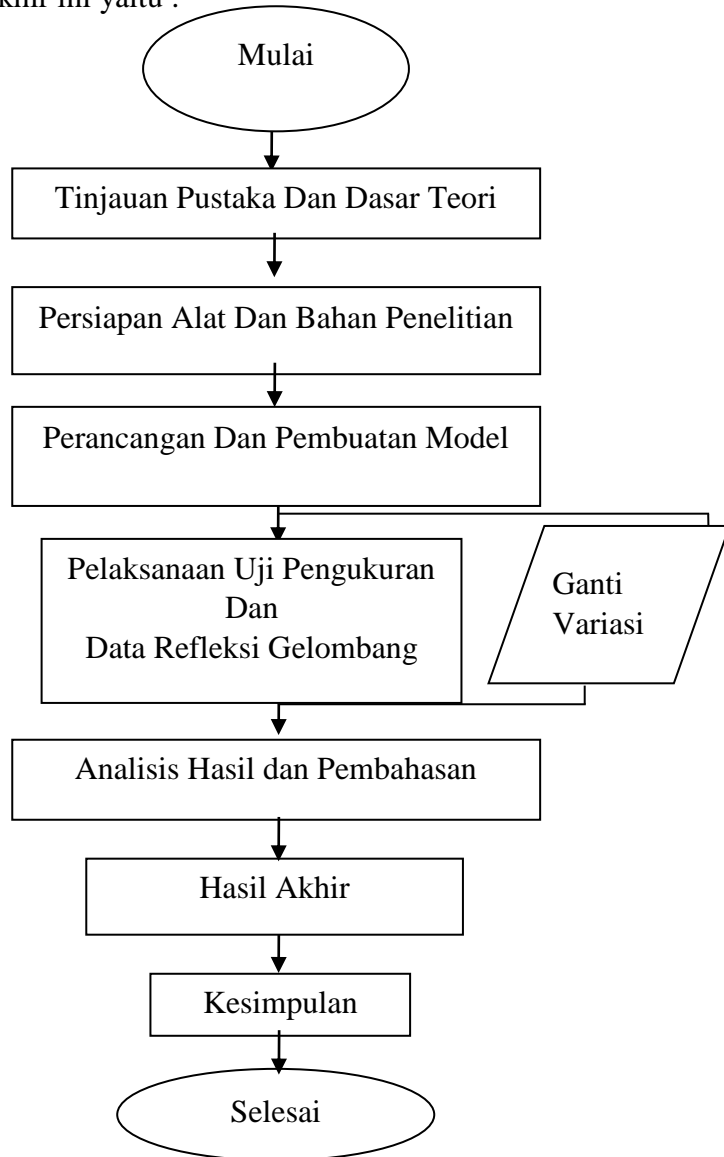 ini yaitu :
Mulai
Tinjauan Pustaka Dan Dasar Teori
Persiapan Alat Dan Bahan Penelitian
Perancangan Dan Pembuatan Model
Pelaksanaan Uji Pengukuran
Dan
Data Refleksi Gelombang
Ganti
Variasi
Analisis Hasil dan Pembahasan
Hasil Akhir
Kesimpulan
Selesai